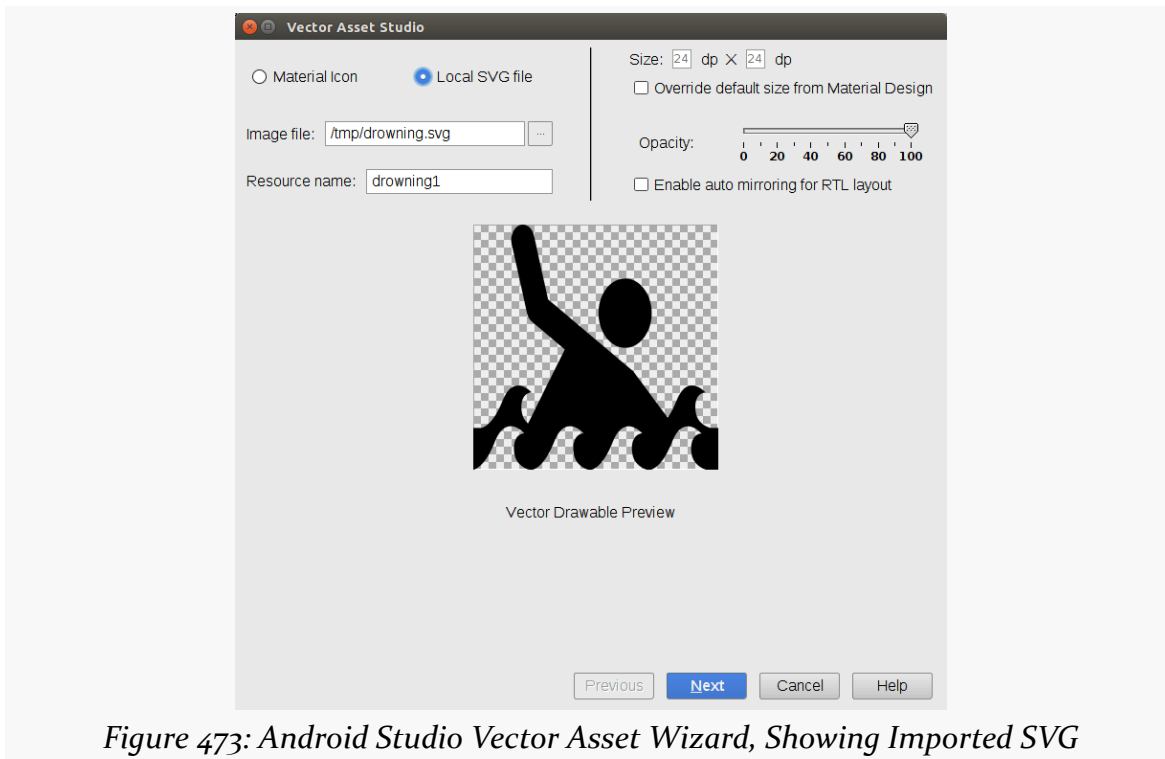 Vector Asset Studio
Material Icon
Local SVG file
Image file: /tmp/drowning.svg ...
Resource name: drowning1
Size: 24 dp X 24 dp
Override default size from Material Design
Opacity:
0 20 40 60 80 100
Enable auto mirroring for RTL layout
Vector Drawable Preview
Previous Next Cancel Help
Figure 473: Android Studio Vector Asset Wizard, Showing Imported SVG